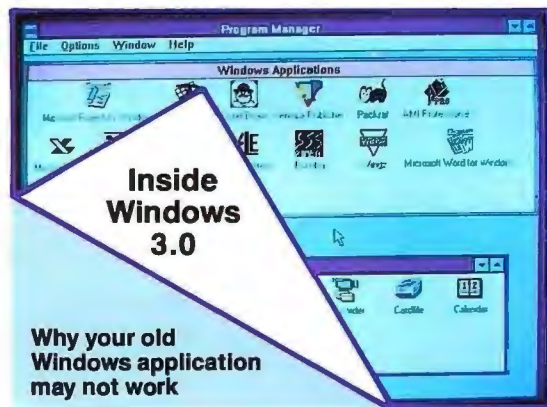 Program Manager
File Options Window Help
Windows Applications
Packrat
Microsoft Word for Windows
Inside
Windows
3.0
Cardfile Calendar
Why your old
Windows application
may not work